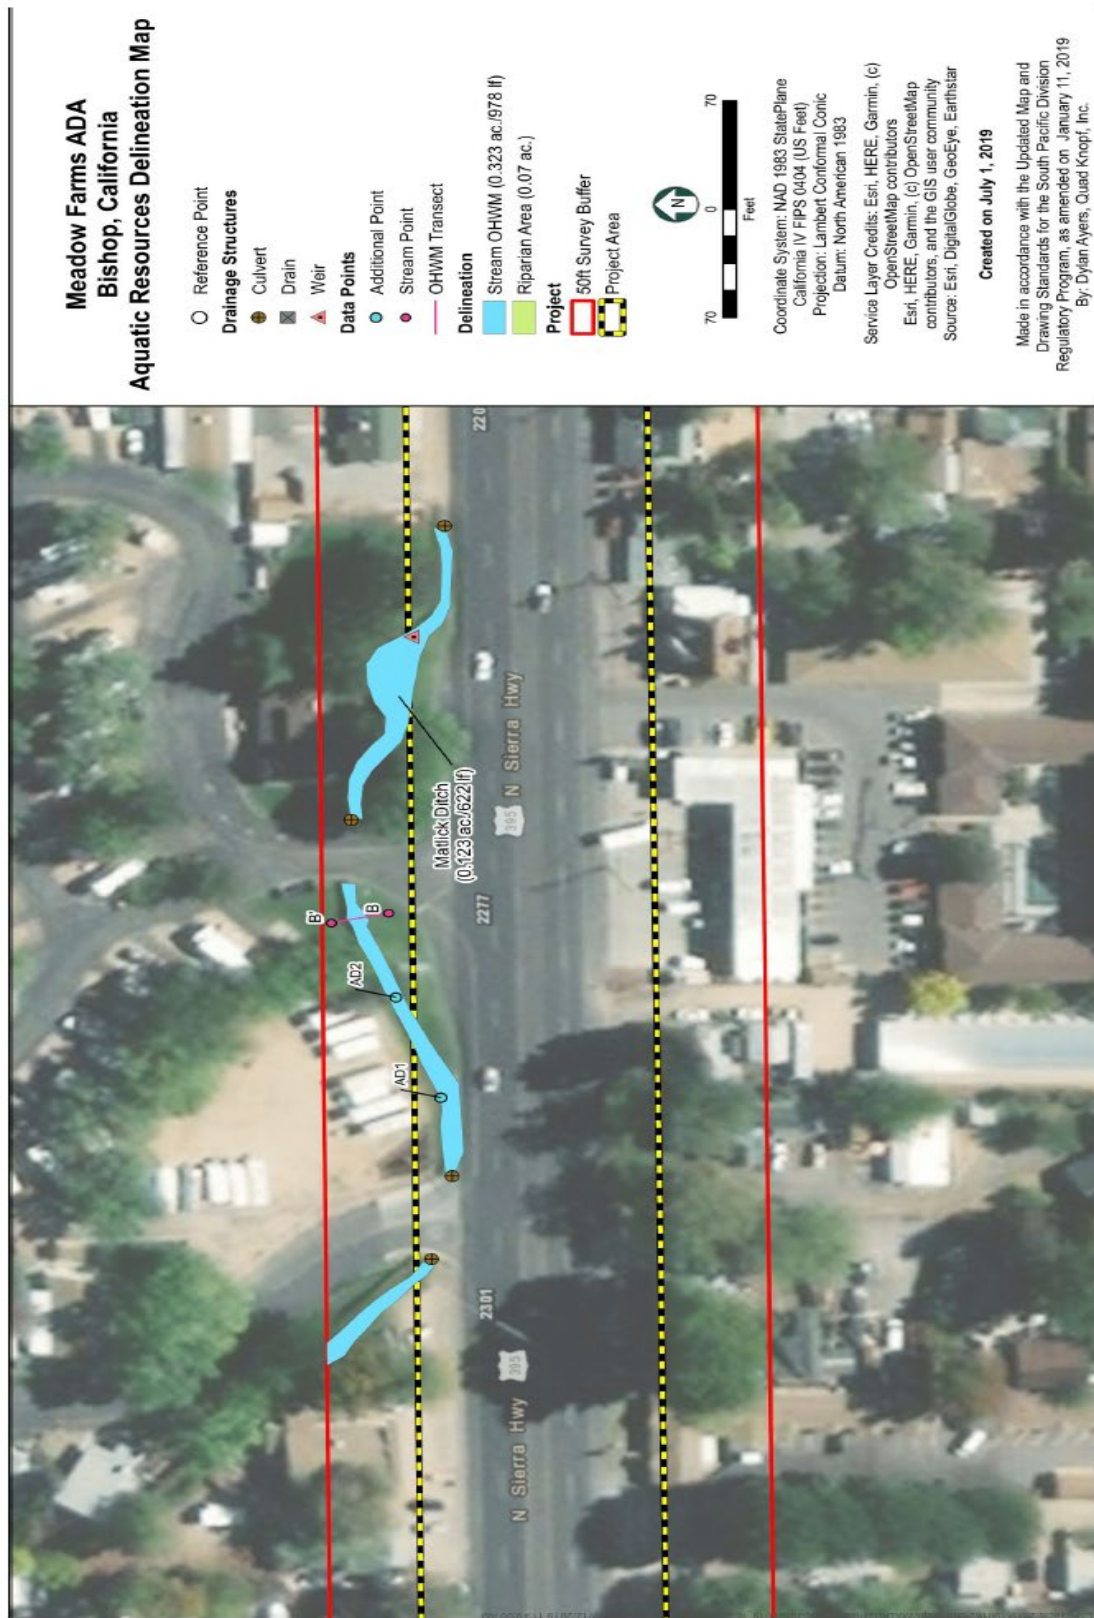 Meadow Farms ADA
Bishop, California
Aquatic Resources Delineation Map
Reference Point
Drainage Structures
Culvert
Drain
Weir
Data Points
Additional Point
Stream Point
OHWM Transect
Delineation
Stream OHWM (0.323 ac./978 lf)
Riparian Area (0.07 ac.)
Project
50ft Survey Buffer
Project Area
N
70
0
70
Feet
Coordinate System: NAD 1983 StatePlane
California IV FIPS 0404 (US Feet)
Projection: Lambert Conformal Conic
Datum: North American 1983
Service Layer Credits: Esri, HERE, Garmin, (c)
OpenStreetMap contributors
Esri, HERE, Garmin, (c) OpenStreetMap
contributors, and the GIS user community
Source: Esri, DigitalGlobe, GeoEye, Earthstar
Created on July 1, 2019
Made in accordance with the Updated Map and
Drawing Standards for the South Pacific Division
Regulatory Program, as amended on January 11, 2019
By: Dylan Ayers, Quad Knopf, Inc.
B'
B
AD2
AD1
Matlick Ditch
(0.123 ac./622 lf)
N Sierra Hwy
395
2301
2277
395
N Sierra Hwy
220